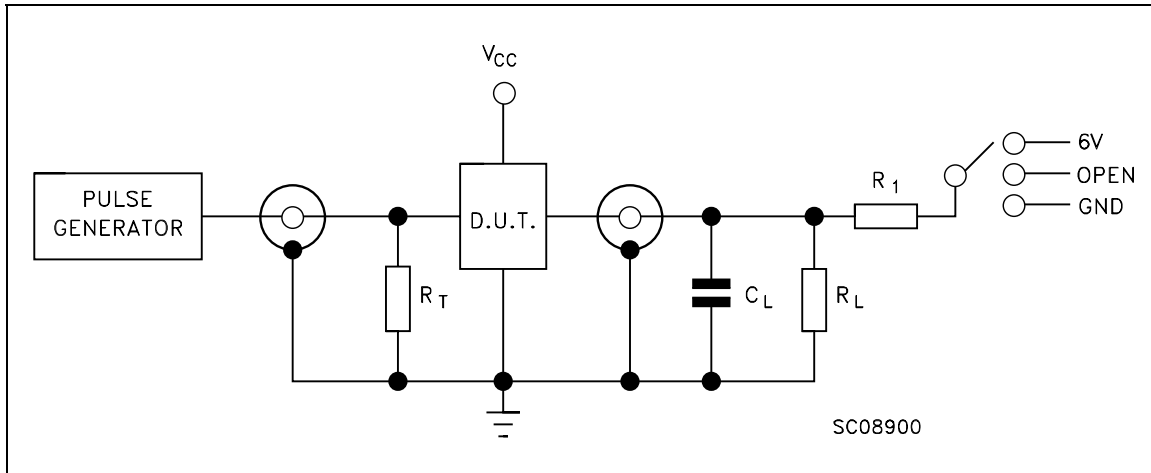 VCC
6V
R1
OPEN
PULSE
GENERATOR
D.U.T.
GND
RT
CL
RL
SC08900